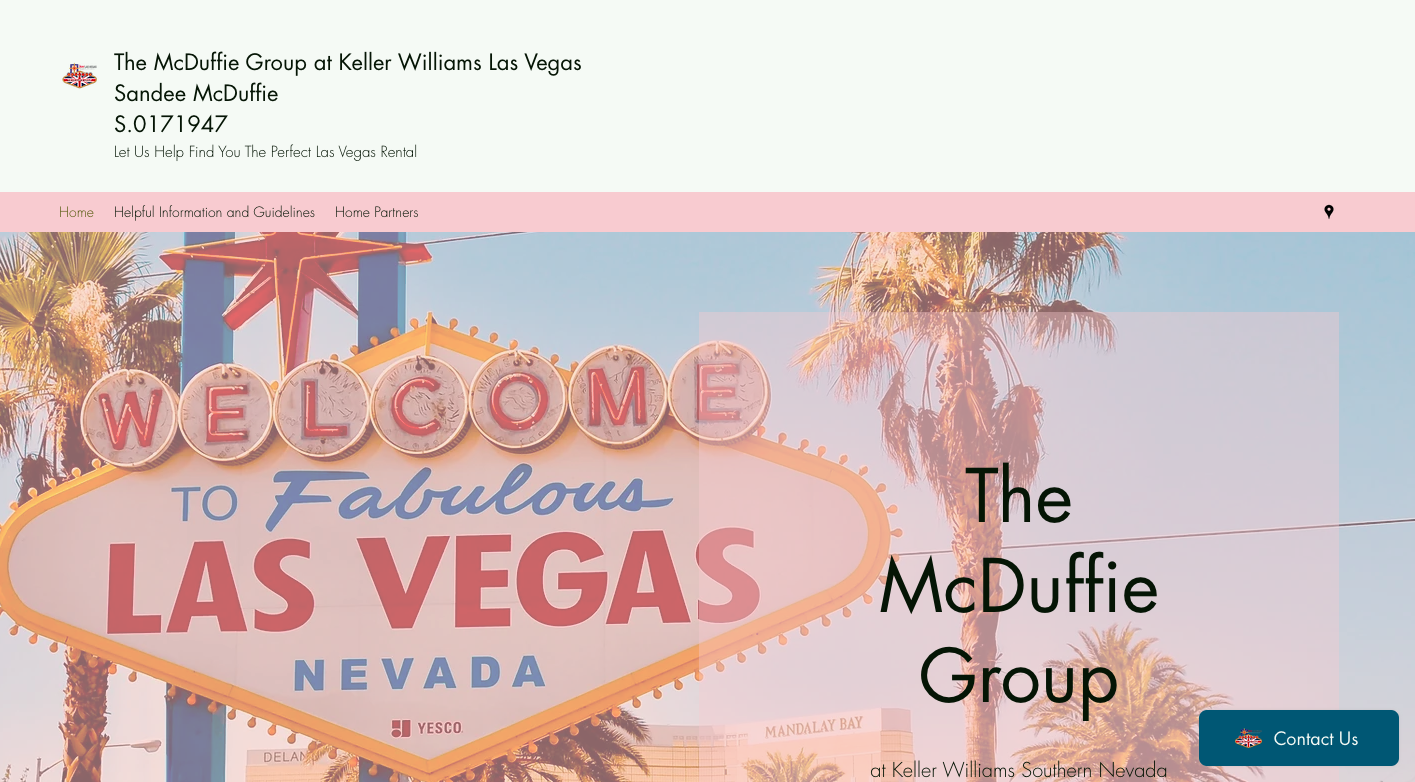 The McDuffie Group at Keller Williams Las Vegas
Sandee McDuffie
S.0171947
Let Us Help Find You The Perfect Las Vegas Rental
Home Helpful Information and Guidelines Home Partners
WELCOME
TO Fabulous
LAS VEGAS
NEVADA
YESCO
MANDALAY BAY
DELAN
The
McDuffie
Group
at Keller Williams Southern Nevada
Contact Us